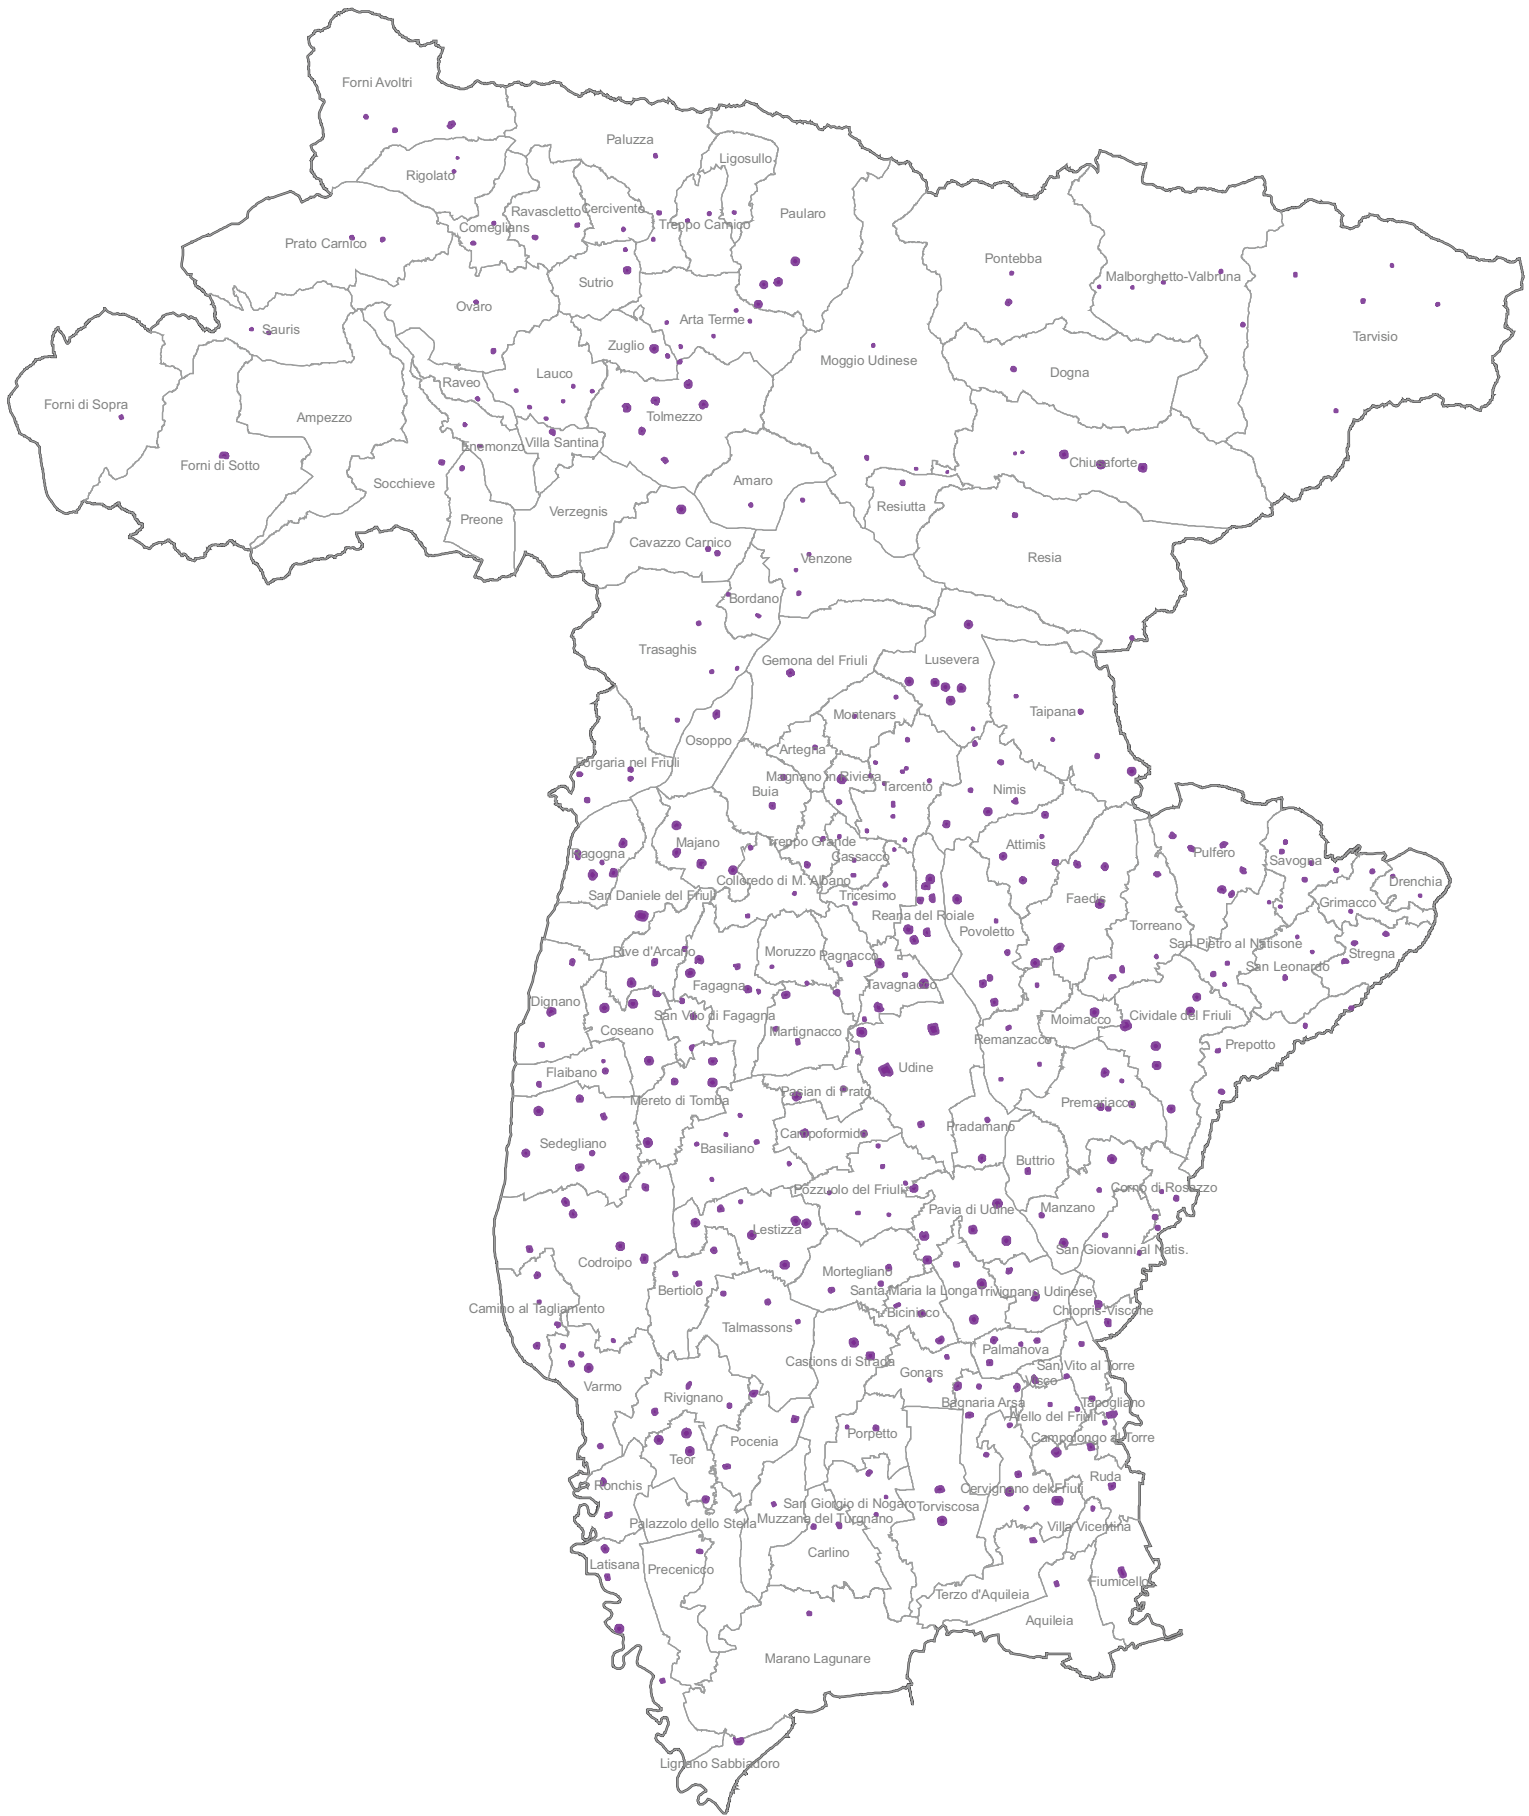 Forni Avoltri
Paluzza
Ligosullo
Rigolato
Ravascletto
Cercivento
Paularo
Treppo Carnico
Comeglians
Prato Carnico
Pontebba
Malborghetto-Valbruna
Sutrio
Ovaro
Arta Terme
Sauris
Tarvisio
Zuglio
Moggio Udinese
Dogna
Lauco
Raveo
Forni di Sopra
Ampezzo
Tolmezzo
Villa Santina
Enemonzo
Forni di Sotto
Chiusaforte
Socchieve
Amaro
Resiutta
Verzegnis
Preone
Cavazzo Carnico
Venzone
Resia
Bordano
Trasaghis
Gemona del Friuli
Lusevera
Montenars
Taipana
Osoppo
Artegna
Forgaria nel Friuli
Magnano in Riviera
Tarcento
Buia
Nimis
Majano
Treppo Grande
Attimis
Ragogna
Cassacco
Pulfero
Savogna
Colloredo di M. Albano
Drenchia
San Daniele del Friuli
Tricesimo
Faedis
Grimacco
Reana del Roiale
Torreano
Povoletto
San Pietro al Natisone
Rive d'Arcano
Moruzzo
Pagnacco
Stregna
San Leonardo
Fagagna
Tavagnacco
Dignano
San Vito di Fagagna
Moimacco
Cividale del Friuli
Coseano
Martignacco
Remanzacco
Prepotto
Flaibano
Udine
Pasian di Prato
Mereto di Tomba
Premariacco
Pradamano
Campoformido
Sedegliano
Basiliano
Buttrio
Pozzuolo del Friuli
Corno di Rosazzo
Pavia di Udine
Manzano
Lestizza
San Giovanni al Natis.
Codroipo
Mortegliano
Bertiolo
Santa Maria la Longa
Trivignano Udinese
Camino al Tagliamento
Bicinicco
Chiopris-Viscone
Talmassons
Palmanova
Castions di Strada
San Vito al Torre
Gonars
Visco
Varmo
Rivignano
Bagnaria Arsa
Tapogliano
Aiello del Friuli
Porpetto
Campolongo al Torre
Pocenia
Teor
Ruda
Ronchis
Cervignano del Friuli
San Giorgio di Nogaro
Torviscosa
Muzzana del Turgnano
Palazzolo dello Stella
Villa Vicentina
Carlino
Latisana
Precenicco
Fiumicello
Terzo d'Aquileia
Aquileia
Marano Lagunare
Lignano Sabbiadoro